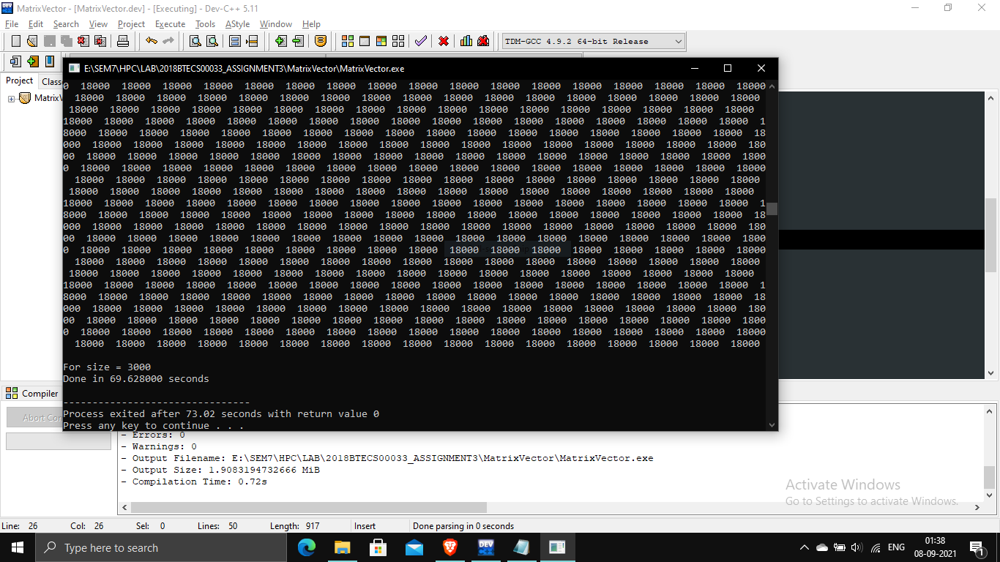 MatrixVector - [MatrixVector.dev] - [Executing] - Dev-C++ 5.11
File Edit Search View Project Execute Tools AStyle Window Help
TDM-GCC 4.9.2 64-bit Release
E:\SEM7\HPC\LAB\2018BTECS00033_ASSIGNMENT3\MatrixVector\MatrixVector.exe
Project Class
MatrixV
0  18000  18000  18000  18000  18000  18000  18000  18000  18000  18000  18000  18000  18000  18000  18000  18000  18000
18000  18000  18000  18000  18000  18000  18000  18000  18000  18000  18000  18000  18000  18000  18000  18000  18000
18000  18000  18000  18000  18000  18000  18000  18000  18000  18000  18000  18000  18000  18000  18000  18000  18000
18000  18000  18000  18000  18000  18000  18000  18000  18000  18000  18000  18000  18000  18000  18000  18000  18000  1
8000  18000  18000  18000  18000  18000  18000  18000  18000  18000  18000  18000  18000  18000  18000  18000  18000  18
000  18000  18000  18000  18000  18000  18000  18000  18000  18000  18000  18000  18000  18000  18000  18000  18000  180
00  18000  18000  18000  18000  18000  18000  18000  18000  18000  18000  18000  18000  18000  18000  18000  18000  1800
0  18000  18000  18000  18000  18000  18000  18000  18000  18000  18000  18000  18000  18000  18000  18000  18000  18000
18000  18000  18000  18000  18000  18000  18000  18000  18000  18000  18000  18000  18000  18000  18000  18000  18000
18000  18000  18000  18000  18000  18000  18000  18000  18000  18000  18000  18000  18000  18000  18000  18000  18000
18000  18000  18000  18000  18000  18000  18000  18000  18000  18000  18000  18000  18000  18000  18000  18000  18000  1
8000  18000  18000  18000  18000  18000  18000  18000  18000  18000  18000  18000  18000  18000  18000  18000  18000  18
000  18000  18000  18000  18000  18000  18000  18000  18000  18000  18000  18000  18000  18000  18000  18000  18000  180
00  18000  18000  18000  18000  18000  18000  18000  18000  18000  18000  18000  18000  18000  18000  18000  18000  1800
0  18000  18000  18000  18000  18000  18000  18000  18000  18000  18000  18000  18000  18000  18000  18000  18000  18000
18000  18000  18000  18000  18000  18000  18000  18000  18000  18000  18000  18000  18000  18000  18000  18000  18000
18000  18000  18000  18000  18000  18000  18000  18000  18000  18000  18000  18000  18000  18000  18000  18000  18000
18000  18000  18000  18000  18000  18000  18000  18000  18000  18000  18000  18000  18000  18000  18000  18000  18000  1
8000  18000  18000  18000  18000  18000  18000  18000  18000  18000  18000  18000  18000  18000  18000  18000  18000  18
000  18000  18000  18000  18000  18000  18000  18000  18000  18000  18000  18000  18000  18000  18000  18000  18000  180
00  18000  18000  18000  18000  18000  18000  18000  18000  18000  18000  18000  18000  18000  18000  18000  18000  1800
0  18000  18000  18000  18000  18000  18000  18000  18000  18000  18000  18000  18000  18000  18000  18000  18000  18000
18000  18000  18000  18000  18000  18000  18000  18000  18000  18000  18000  18000  18000  18000  18000  18000  18000
For size = 3000
Done in 69.628000 seconds
--------------------------------
Process exited after 73.02 seconds with return value 0
Press any key to continue . . .
Compiler
Abort Com
- Errors: 0
- Warnings: 0
- Output Filename: E:\SEM7\HPC\LAB\2018BTECS00033_ASSIGNMENT3\MatrixVector\MatrixVector.exe
- Output Size: 1.9083194732666 MiB
- Compilation Time: 0.72s
Activate Windows
Go to Settings to activate Windows.
Line: 26 Col: 26 Sel: 0 Lines: 50 Length: 917 Insert Done parsing in 0 seconds
Type here to search
DEV
ENG
01:38
08-09-2021
1